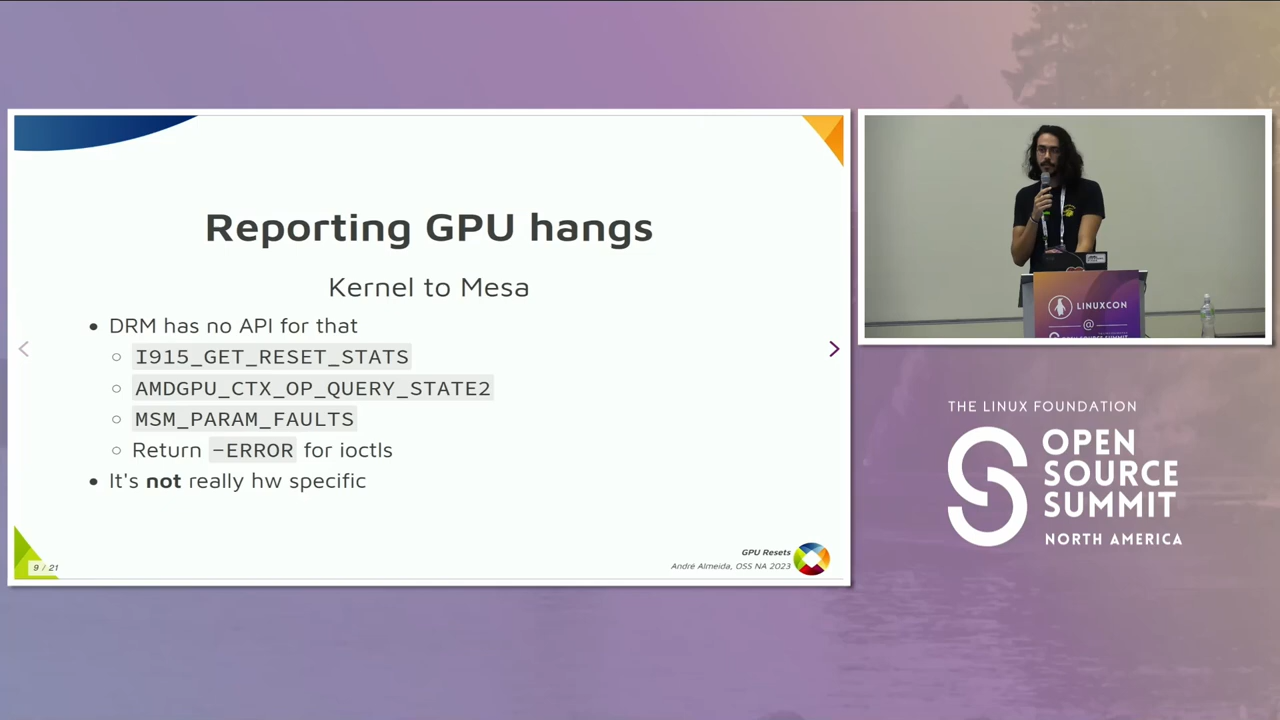 Reporting GPU hangs
Kernel to Mesa
DRM has no API for that
I915_GET_RESET_STATS
AMDGPU_CTX_OP_QUERY_STATE2
MSM_PARAM_FAULTS
Return -ERROR for ioctls
It's not really hw specific
9 / 21
GPU Resets
André Almeida, OSS NA 2023
LINUXCON
@
THE LINUX FOUNDATION
OPEN
SOURCE
SUMMIT
NORTH AMERICA